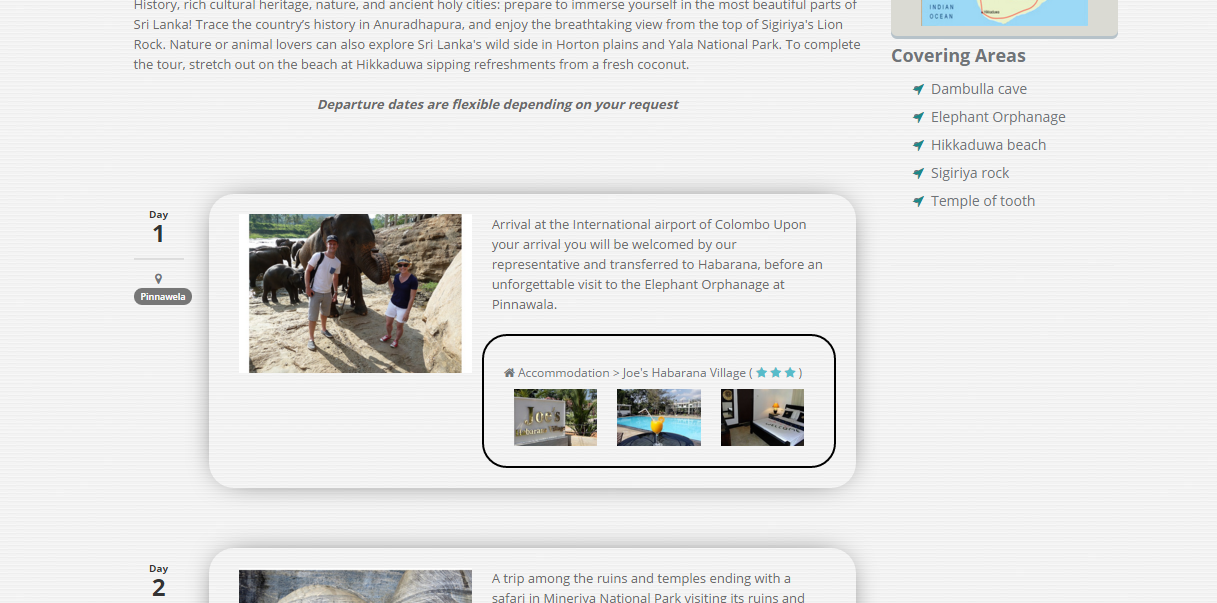 History, rich cultural heritage, nature, and ancient holy cities: prepare to immerse yourself in the most beautiful parts of
Sri Lanka! Trace the country’s history in Anuradhapura, and enjoy the breathtaking view from the top of Sigiriya's Lion
Rock. Nature or animal lovers can also explore Sri Lanka's wild side in Horton plains and Yala National Park. To complete
the tour, stretch out on the beach at Hikkaduwa sipping refreshments from a fresh coconut.
Departure dates are flexible depending on your request
INDIAN
OCEAN
Covering Areas
Dambulla cave
Elephant Orphanage
Hikkaduwa beach
Sigiriya rock
Temple of tooth
Day
1
Pinnawela
Arrival at the International airport of Colombo Upon
your arrival you will be welcomed by our
representative and transferred to Habarana, before an
unforgettable visit to the Elephant Orphanage at
Pinnawala.
Accommodation > Joe's Habarana Village ( ★ ★ ★ )
Joe's
Day
2
A trip among the ruins and temples ending with a
safari in Mineriya National Park visiting its ruins and